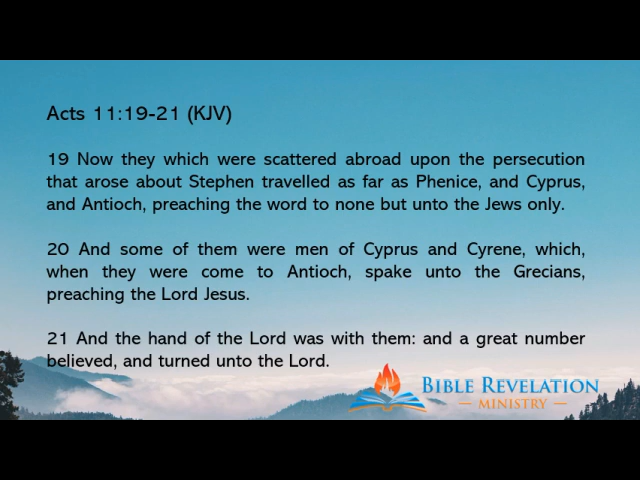 Acts 11:19-21 (KJV)
19 Now they which were scattered abroad upon the persecution
that arose about Stephen travelled as far as Phenice, and Cyprus,
and Antioch, preaching the word to none but unto the Jews only.
20 And some of them were men of Cyprus and Cyrene, which,
when they were come to Antioch, spake unto the Grecians,
preaching the Lord Jesus.
21 And the hand of the Lord was with them: and a great number
believed, and turned unto the Lord.
BIBLE REVELATION
MINISTRY